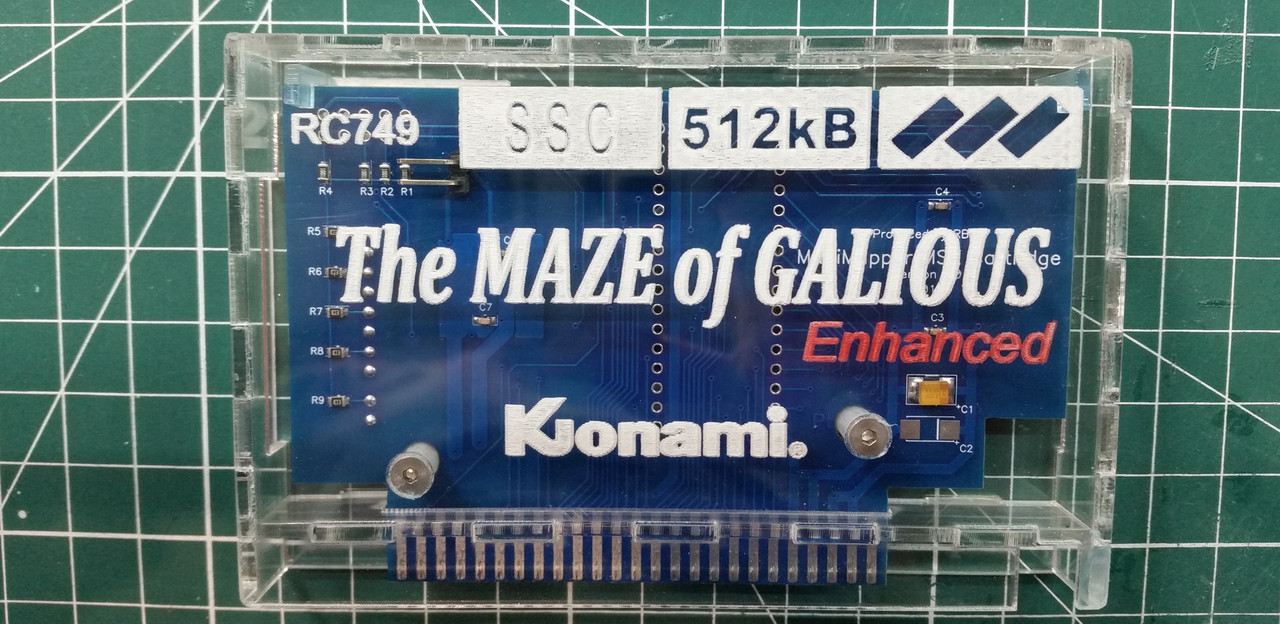 RC749 SSC 512kB
R4 R3 R2 R1
C4
R5
The MAZE of GALIOUS
R6
C7
R7
C3
Enhanced
R8
R9
+C1
Konami®
+C2